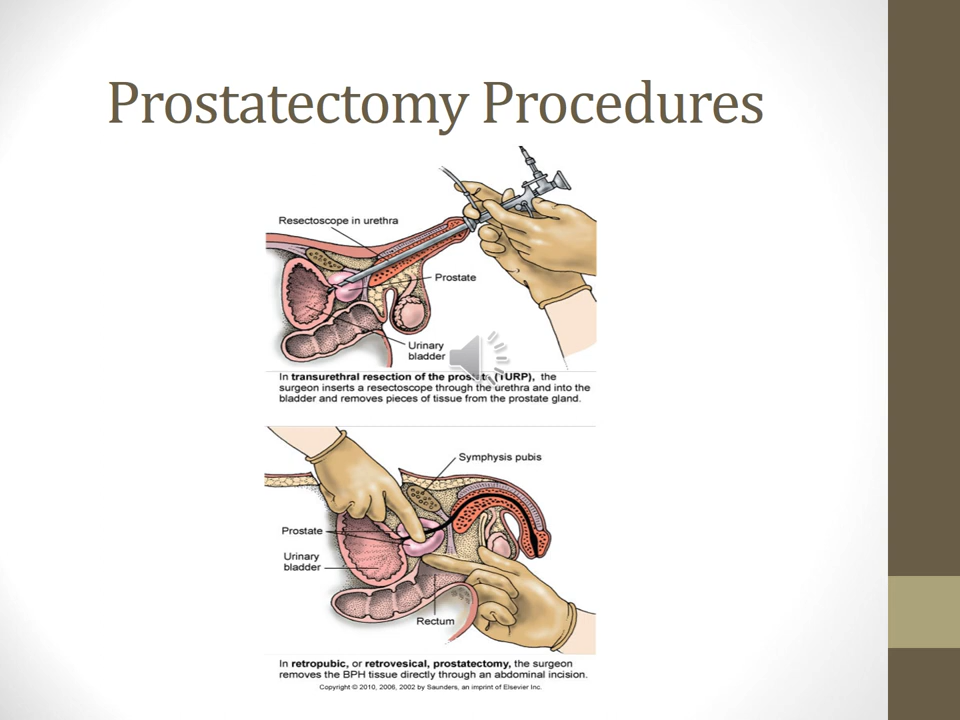 Prostatectomy Procedures
Resectoscope in urethra
Prostate
Urinary
bladder
In transurethral resection of the prostate (TURP), the
surgeon inserts a resectoscope through the urethra and into the
bladder and removes pieces of tissue from the prostate gland.
Symphysis pubis
Prostate
Urinary
bladder
Rectum
In retropubic, or retrovesical, prostatectomy, the surgeon
removes the BPH tissue directly through an abdominal incision.
Copyright © 2010, 2006, 2002 by Saunders, an imprint of Elsevier Inc.